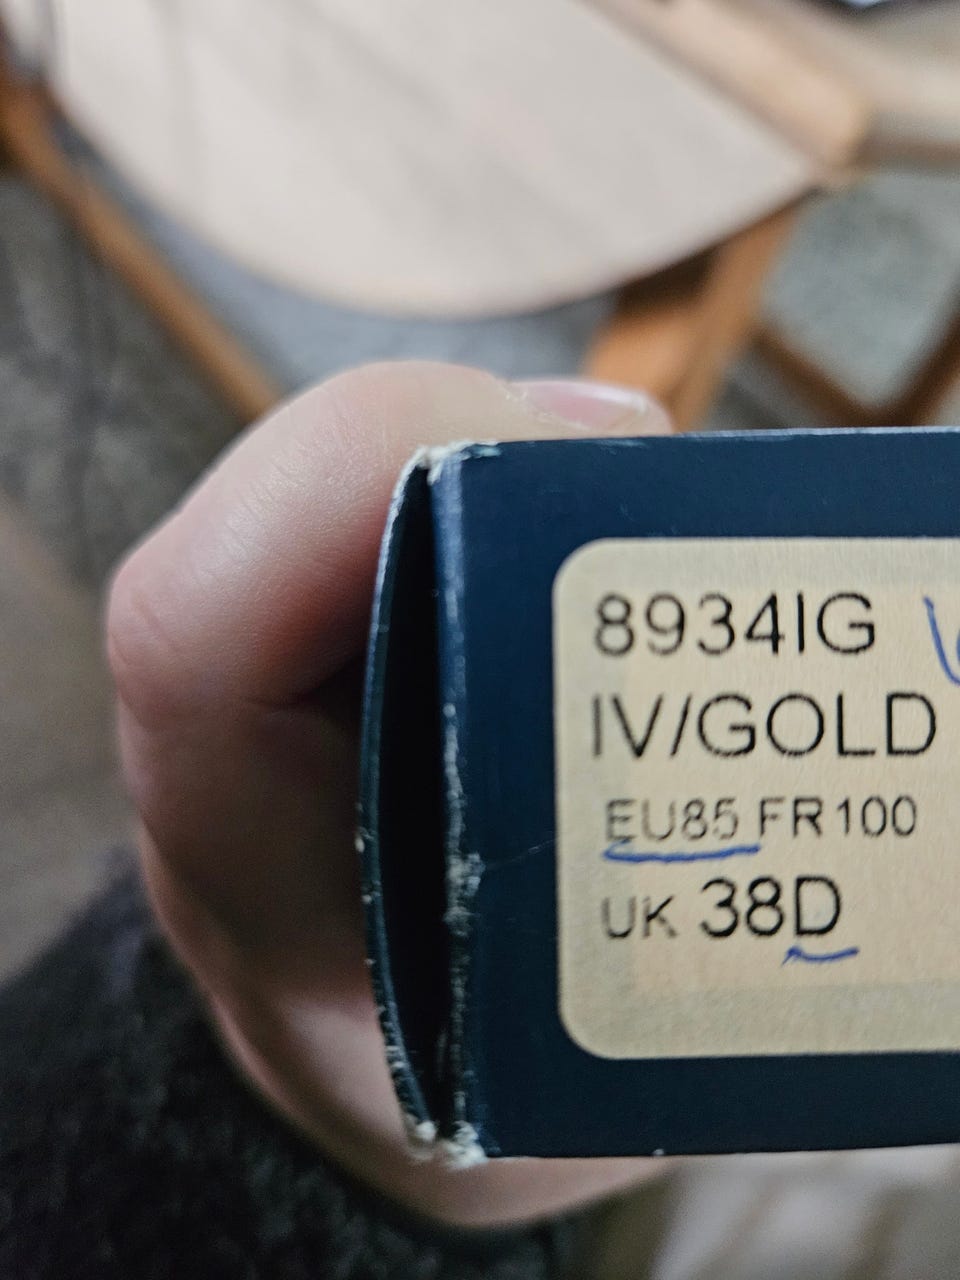 8934IG
IV/GOLD
EU85 FR100
UK 38D